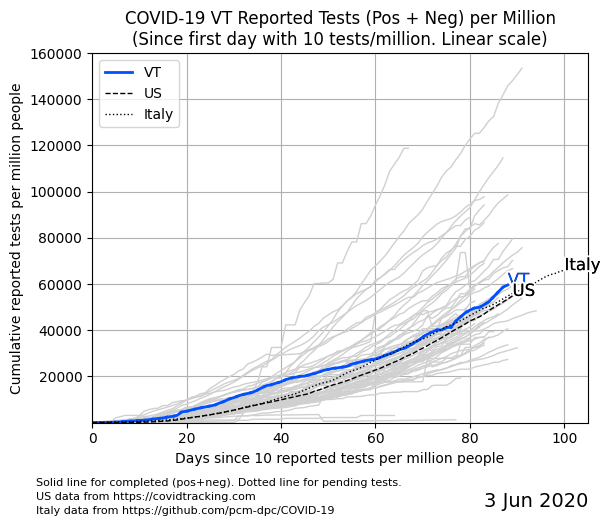 COVID-19 VT Reported Tests (Pos + Neg) per Million
(Since first day with 10 tests/million. Linear scale)
Cumulative reported tests per million people
160000
140000
120000
100000
80000
60000
40000
20000
VT
US
Italy
Italy
VT
US
0
20
40
60
80
100
Days since 10 reported tests per million people
Solid line for completed (pos+neg). Dotted line for pending tests.
US data from https://covidtracking.com
Italy data from https://github.com/pcm-dpc/COVID-19
3 Jun 2020